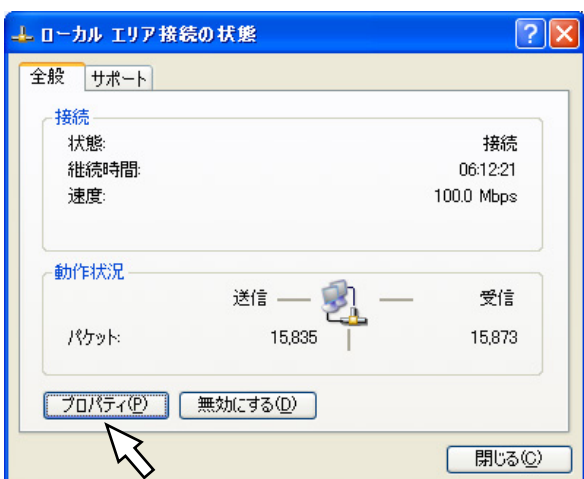 ローカル エリア接続の状態
全般 サポート
接続
状態: 接続
継続時間: 06:12:21
速度: 100.0 Mbps
動作状況
送信 受信
パケット: 15,835 15,873
プロパティ(P) 無効にする(D)
閉じる(C)